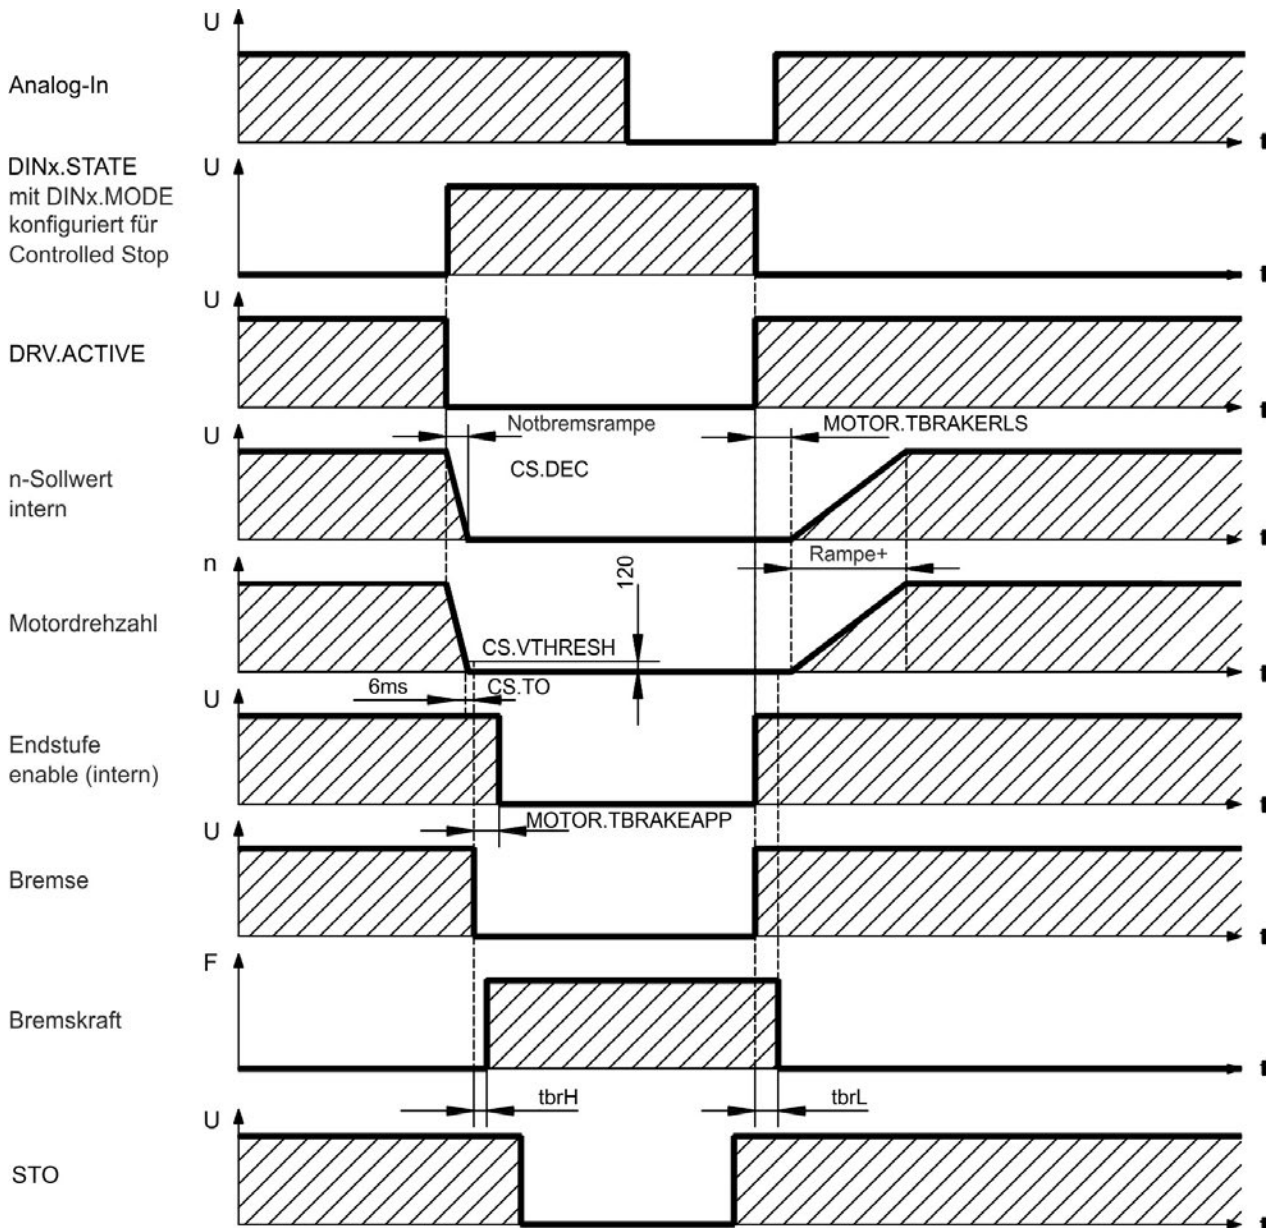 U
Analog-In
t
DINx.STATE
mit DINx.MODE
konfiguriert für
Controlled Stop
U
t
U
DRV.ACTIVE
t
U
Notbremsrampe
MOTOR.TBRAKERLS
CS.DEC
n-Sollwert
intern
t
n
120
Rampe+
Motordrehzahl
CS.VTHRESH
t
6ms
CS.TO
U
Endstufe
enable (intern)
t
U
MOTOR.TBRAKEAPP
Bremse
t
F
Bremskraft
t
tbrH
tbrL
U
STO
t